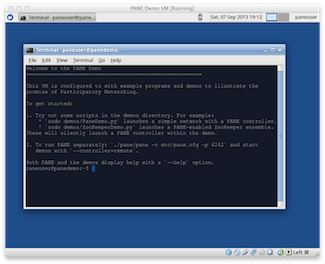 PANE Demo VM [Running]
Terminal - paneuser@pane...
Sat, 07 Sep 2013 19:12
paneuser
Terminal - paneuser@panedemo: ~
File Edit View Terminal Go Help
Welcome to the PANE Demo
This VM is configured to with example programs and demos to illustrate the
promise of Participatory Networking.
To get started:
1. Try out some scripts in the demos directory. For example:
* `sudo demos/PaneDemo.py` launches a simple network with a PANE controller.
* `sudo demos/ZooKeeperDemo.py` launches a PANE-enabled ZooKeeper ensemble.
These will silently launch a PANE controller within the demo.
2. To run PANE separately: `./pane/pane -c etc/pane.cfg -p 4242` and start
demos with `--controller=remote`.
Both PANE and the demos display help with a `--help` option.
paneuser@panedemo:~$
Left ⌘